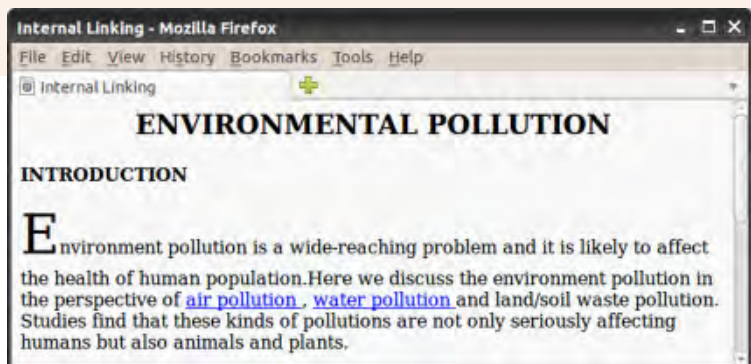 Internal Linking - Mozilla Firefox
File Edit View History Bookmarks Tools Help
Internal Linking
ENVIRONMENTAL POLLUTION
INTRODUCTION
Environment pollution is a wide-reaching problem and it is likely to affect
the health of human population.Here we discuss the environment pollution in
the perspective of air pollution , water pollution and land/soil waste pollution.
Studies find that these kinds of pollutions are not only seriously affecting
humans but also animals and plants.